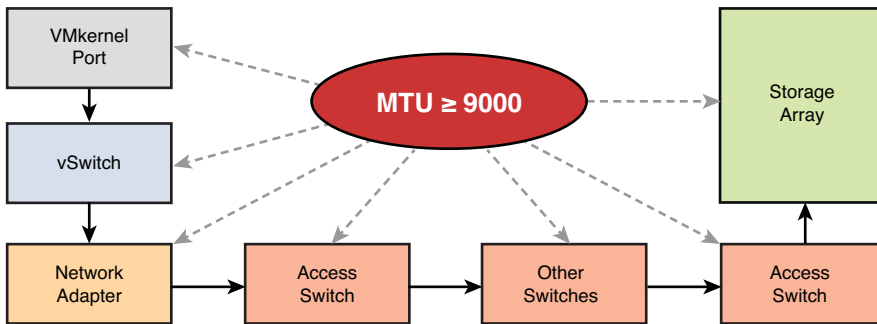 VMkernel
Port
MTU ≥ 9000
Storage
Array
vSwitch
Network
Adapter
Access
Switch
Other
Switches
Access
Switch